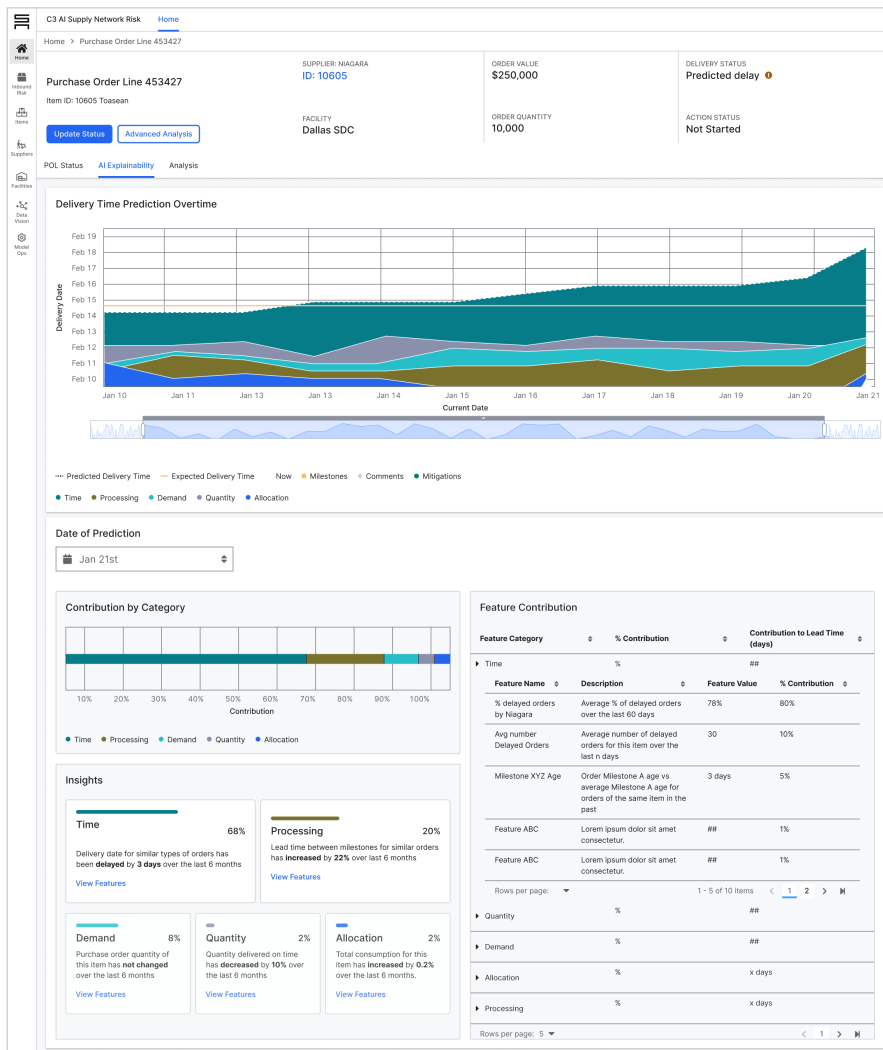 C3 AI Supply Network Risk
Home
Home > Purchase Order Line 453427
Home
Inbound
Risk
Items
Suppliers
Facilities
Data
Vision
Model
Ops
Purchase Order Line 453427
Item ID: 10605 Toasean
Update Status
Advanced Analysis
SUPPLIER: NIAGARA
ID: 10605
FACILITY
Dallas SDC
ORDER VALUE
$250,000
ORDER QUANTITY
10,000
DELIVERY STATUS
Predicted delay
ACTION STATUS
Not Started
POL Status
AI Explainability
Analysis
Delivery Time Prediction Overtime
Delivery Date
Feb 19
Feb 18
Feb 17
Feb 16
Feb 15
Feb 14
Feb 13
Feb 12
Feb 11
Feb 10
Jan 10
Jan 11
Jan 13
Jan 13
Jan 14
Jan 15
Jan 16
Jan 17
Jan 18
Jan 19
Jan 20
Jan 21
Current Date
Predicted Delivery Time
Expected Delivery Time
Now
Milestones
Comments
Mitigations
Time
Processing
Demand
Quantity
Allocation
Date of Prediction
Jan 21st
Contribution by Category
10%
20%
30%
40%
50%
60%
70%
80%
90%
100%
Contribution
Time
Processing
Demand
Quantity
Allocation
Insights
Time
68%
Delivery date for similar types of orders has
been delayed by 3 days over the last 6 months
View Features
Processing
20%
Lead time between milestones for similar orders
has increased by 22% over last 6 months
View Features
Demand
8%
Purchase order quantity of
this item has not changed
over the last 6 months
View Features
Quantity
2%
Quantity delivered on time
has decreased by 10% over
the last 6 months
View Features
Allocation
2%
Total consumption for this
item has increased by 0.2%
over the last 6 months.
View Features
Feature Contribution
Feature Category
% Contribution
Contribution to Lead Time
(days)
Time
%
##
Feature Name
Description
Feature Value
% Contribution
% delayed orders
by Niagara
Average % of delayed orders
over the last 60 days
78%
80%
Avg number
Delayed Orders
Average number of delayed
orders for this item over the
last n days
30
10%
Milestone XYZ Age
Order Milestone A age vs
average Milestone A age for
orders of the same item in the
past
3 days
5%
Feature ABC
Lorem ipsum dolor sit amet
consectetur.
##
1%
Feature ABC
Lorem ipsum dolor sit amet
consectetur.
##
1%
Rows per page:
1 - 5 of 10 items
1
2
Quantity
%
##
Demand
%
##
Allocation
%
x days
Processing
%
x days
Rows per page: 5
1